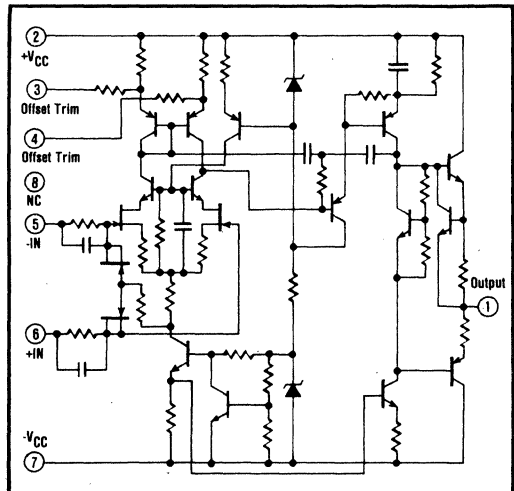 2
+VCC
3
Offset Trim
4
Offset Trim
8
NC
5
-IN
6
+IN
Output
1
-VCC
7